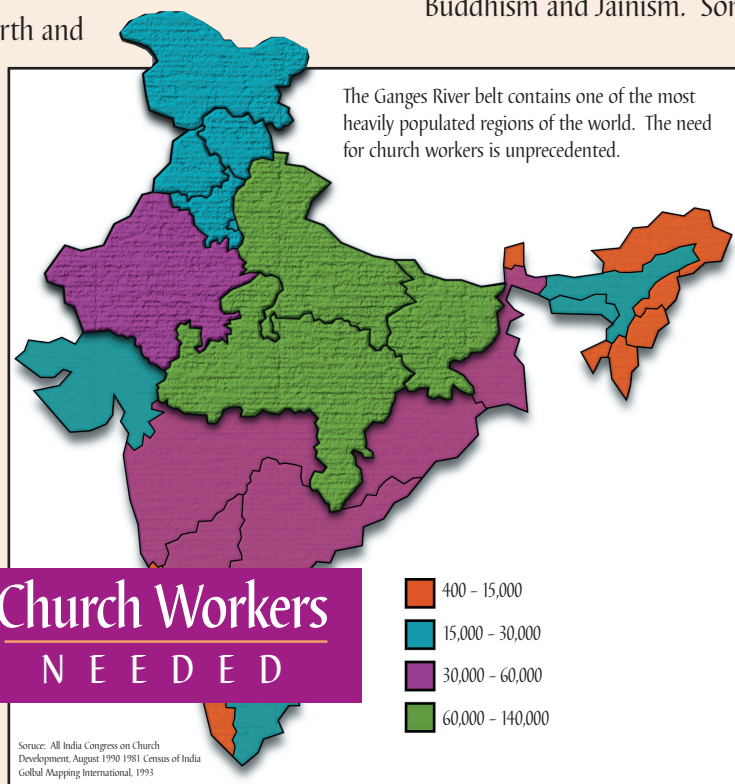 rth and
Buddhism and Jainism. Son
The Ganges River belt contains one of the most
heavily populated regions of the world. The need
for church workers is unprecedented.
Church Workers
NEEDED
400 – 15,000
15,000 – 30,000
30,000 – 60,000
60,000 – 140,000
Soruce: All India Congress on Church
Development, August 1990 1981 Census of India
Golbal Mapping International, 1993